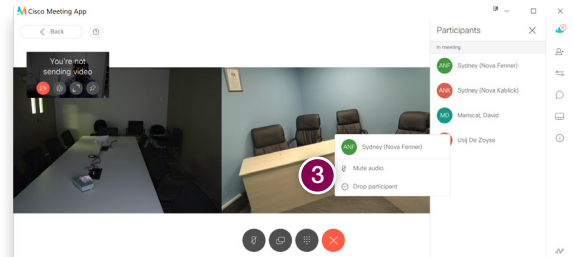 Cisco Meeting App
Back
Participants
In meeting
You're not
sending video
ANF Sydney (Nova Fenner)
ANK Sydney (Nova Kablick)
MD Mariscal, David
Usij De Zoysa
ANF Sydney (Nova Fenner)
3
Mute audio
Drop participant